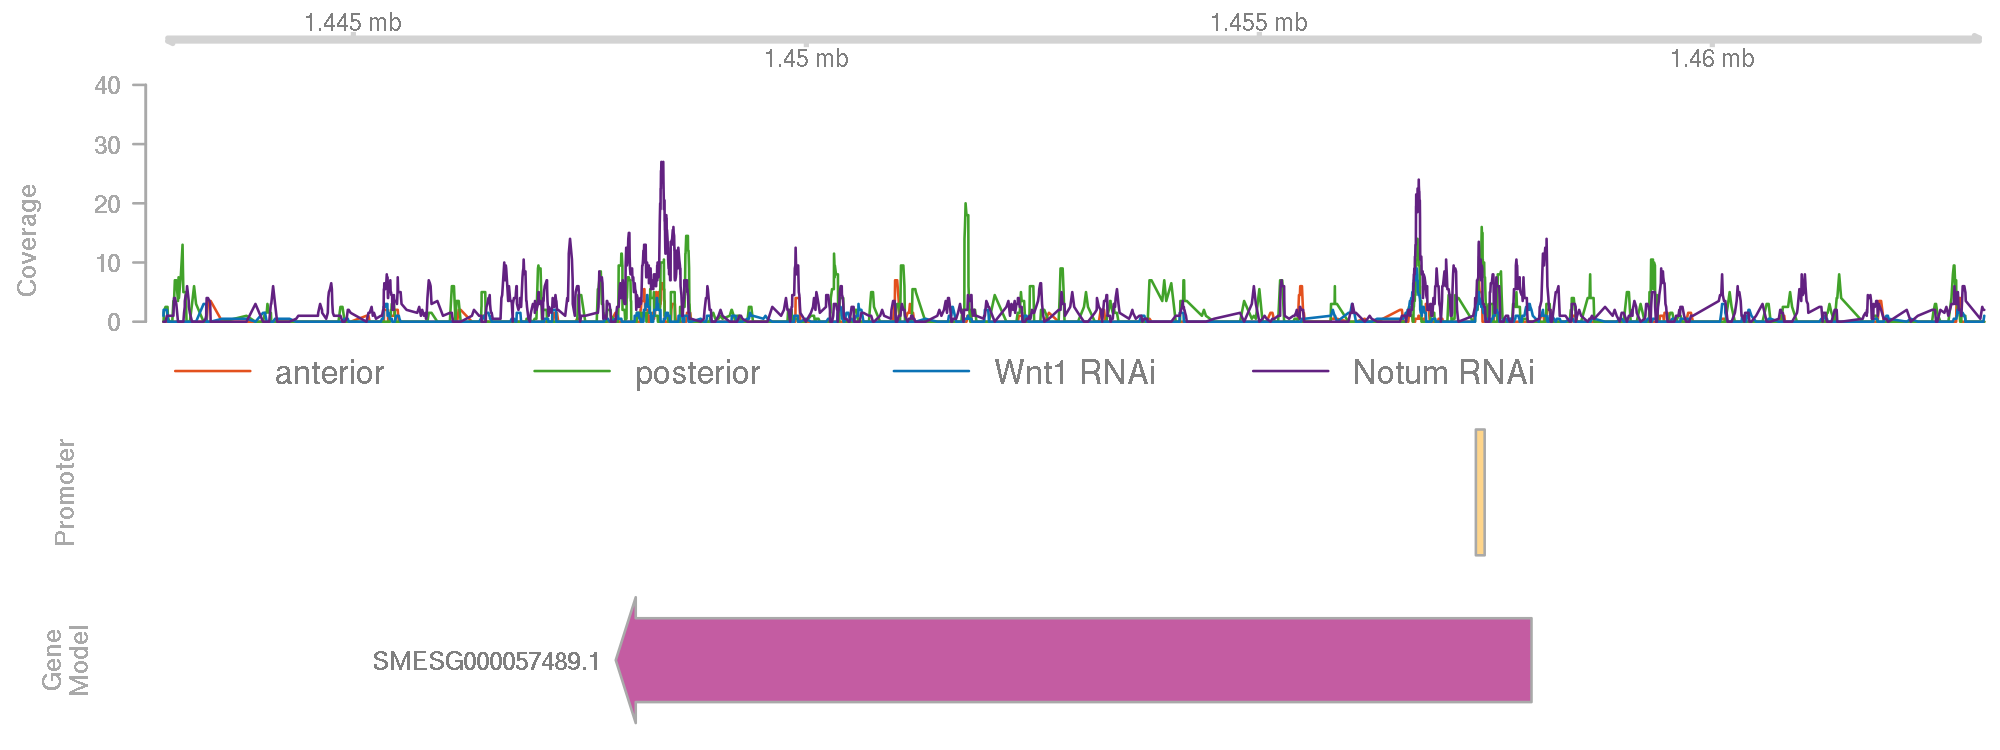 1.445 mb
1.455 mb
1.45 mb
1.46 mb
40
30
20
10
0
Coverage
anterior
posterior
Wnt1 RNAi
Notum RNAi
Promoter
Gene
Model
SMESG000057489.1